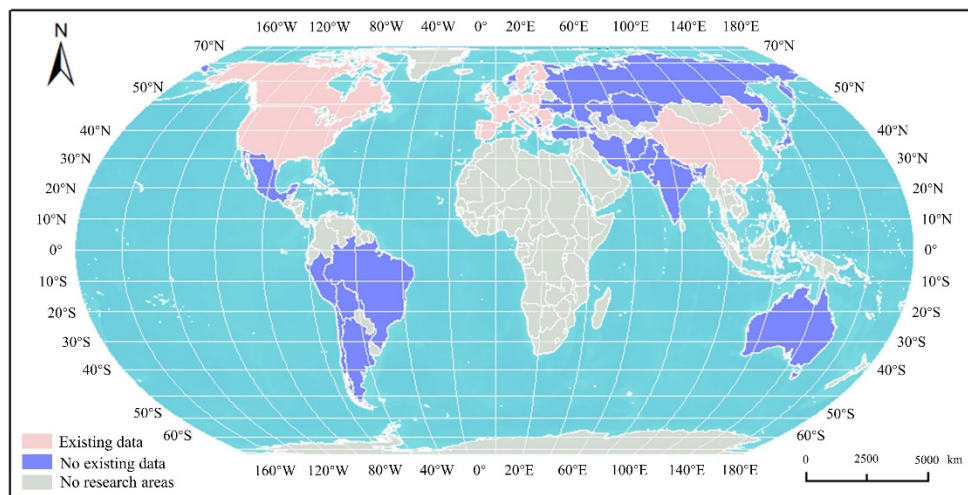 160°W 120°W 80°W 40°W 0° 20°E 60°E 100°E 140°E 180°E
N
70°N 70°N
50°N 50°N
40°N 40°N
30°N 30°N
20°N 20°N
10°N 10°N
0° 0°
10°S 10°S
20°S 20°S
30°S 30°S
40°S 40°S
50°S 50°S
60°S 60°S
Existing data
No existing data
No research areas
160°W 120°W 80°W 40°W 0° 20°E 60°E 100°E 140°E 180°E
0 2500 5000 km